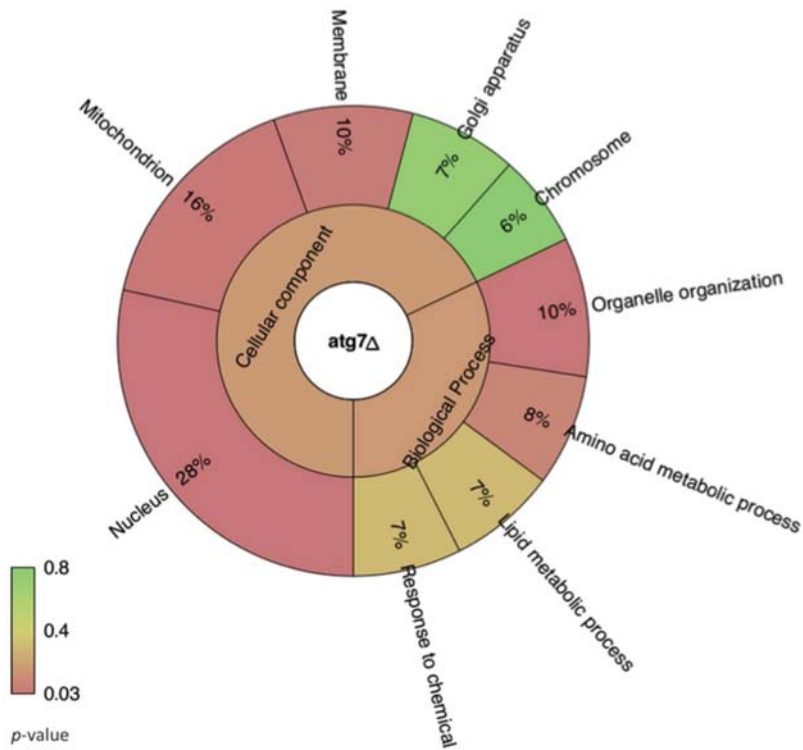 Membrane
10%
Golgi apparatus
7%
Chromosome
6%
Organelle organization
10%
Amino acid metabolic process
8%
Lipid metabolic process
7%
Response to chemical
7%
Nucleus
28%
Mitochondrion
16%
Cellular component
Biological Process
atg7Δ
0.8
0.4
0.03
p-value